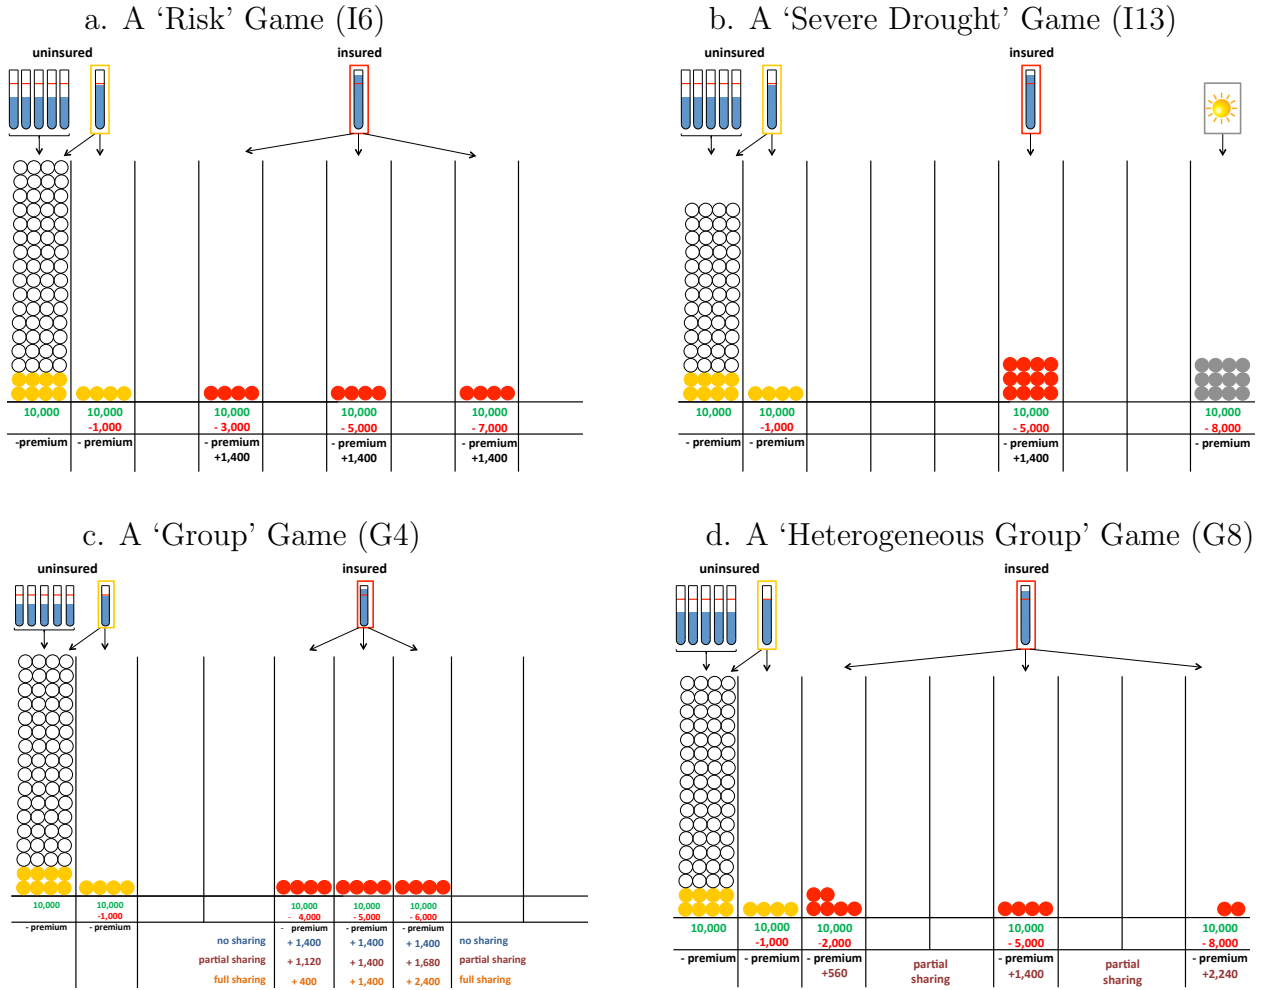 a. A ‘Risk’ Game (I6)
uninsured insured
10,000 10,000 10,000 10,000 10,000
-1,000 - 3,000 - 5,000 - 7,000
-premium - premium - premium - premium - premium
+1,400 +1,400 +1,400
b. A ‘Severe Drought’ Game (I13)
uninsured insured
10,000 10,000 10,000 10,000
-1,000 - 5,000 - 8,000
- premium - premium - premium - premium
+1,400
c. A ‘Group’ Game (G4)
uninsured insured
10,000 10,000 10,000 10,000 10,000
-1,000 - 4,000 - 5,000 - 6,000
- premium - premium - premium - premium - premium
no sharing + 1,400 + 1,400 + 1,400 no sharing
partial sharing + 1,120 + 1,400 + 1,680 partial sharing
full sharing + 400 + 1,400 + 2,400 full sharing
d. A ‘Heterogeneous Group’ Game (G8)
uninsured insured
10,000 10,000 10,000 10,000 10,000
-1,000 -2,000 - 5,000 - 8,000
- premium - premium - premium - premium - premium
+560 partial +1,400 partial +2,240
sharing sharing